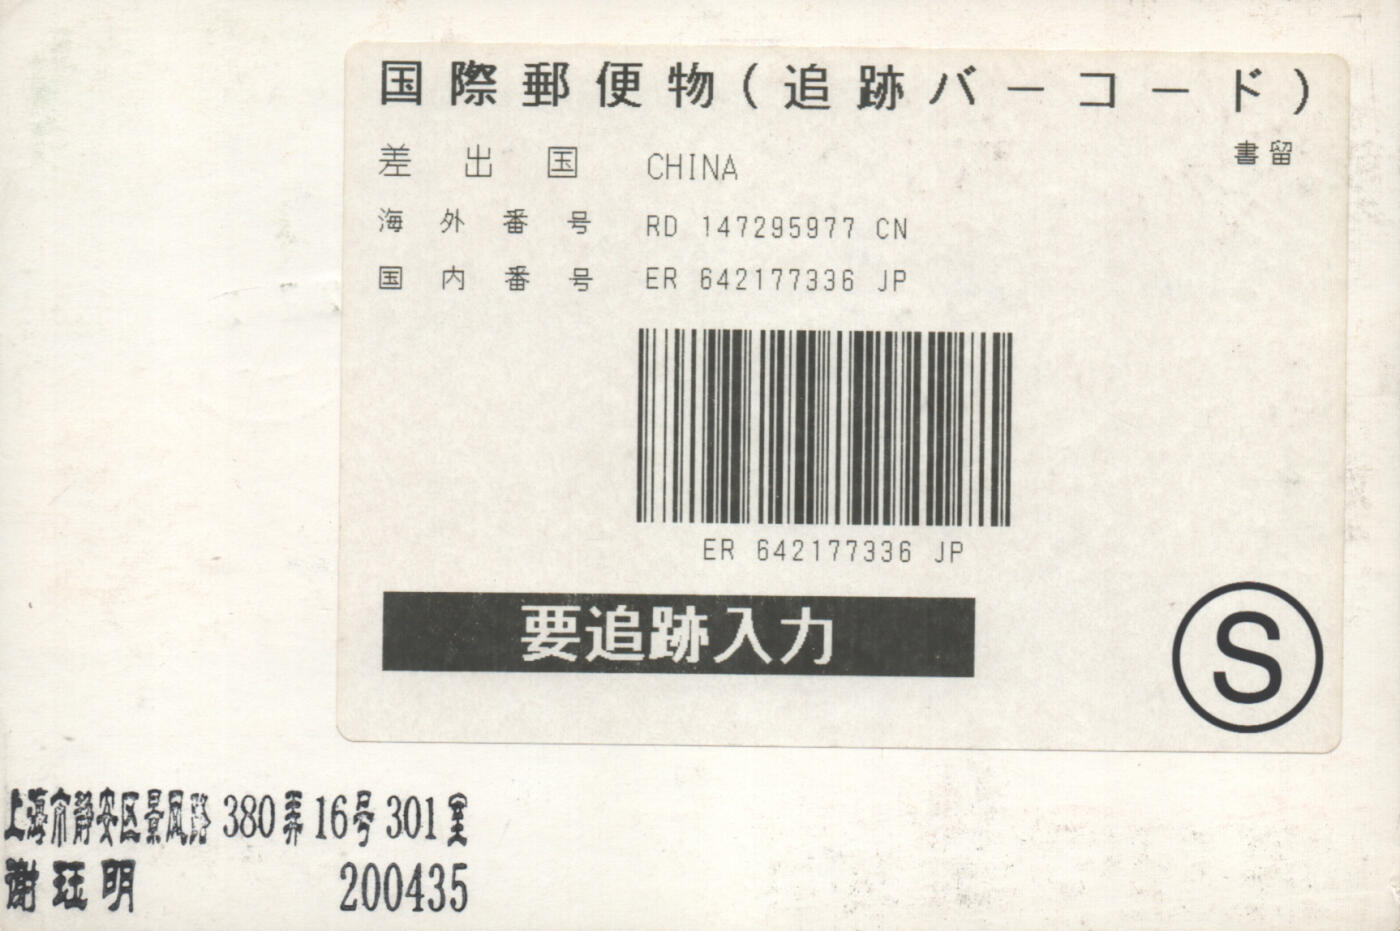 国際郵便物(追跡バーコード)
差出国 CHINA 書留
海外番号 RD 147295977 CN
国内番号 ER 642177336 JP
ER 642177336 JP
要追跡入力
S
上海市静安区景凤路380弄16号301室
谢珏明 200435